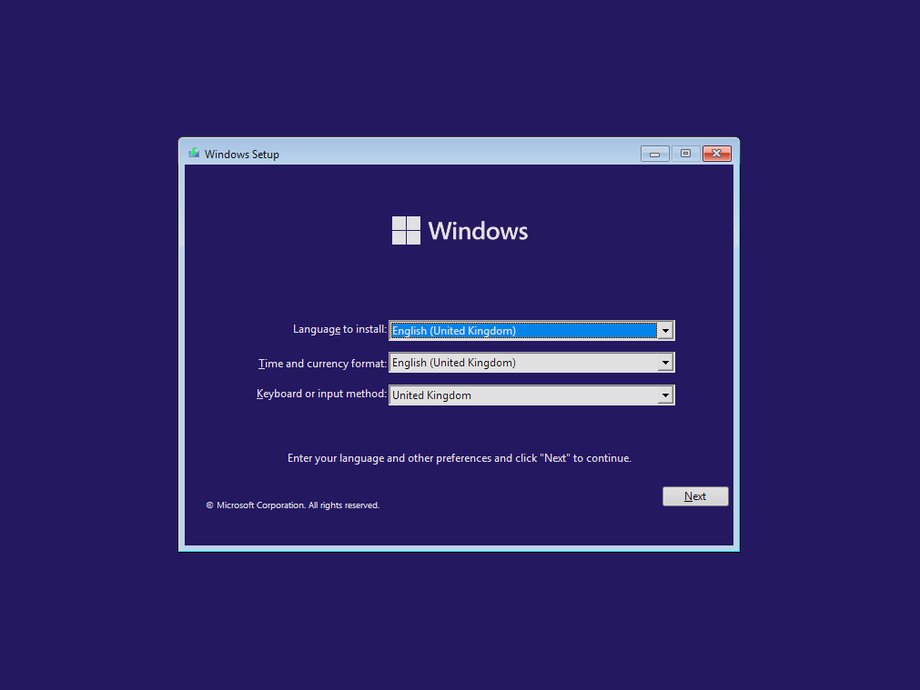 Windows Setup
Windows
Language to install: English (United Kingdom)
Time and currency format: English (United Kingdom)
Keyboard or input method: United Kingdom
Enter your language and other preferences and click "Next" to continue.
Next
© Microsoft Corporation. All rights reserved.